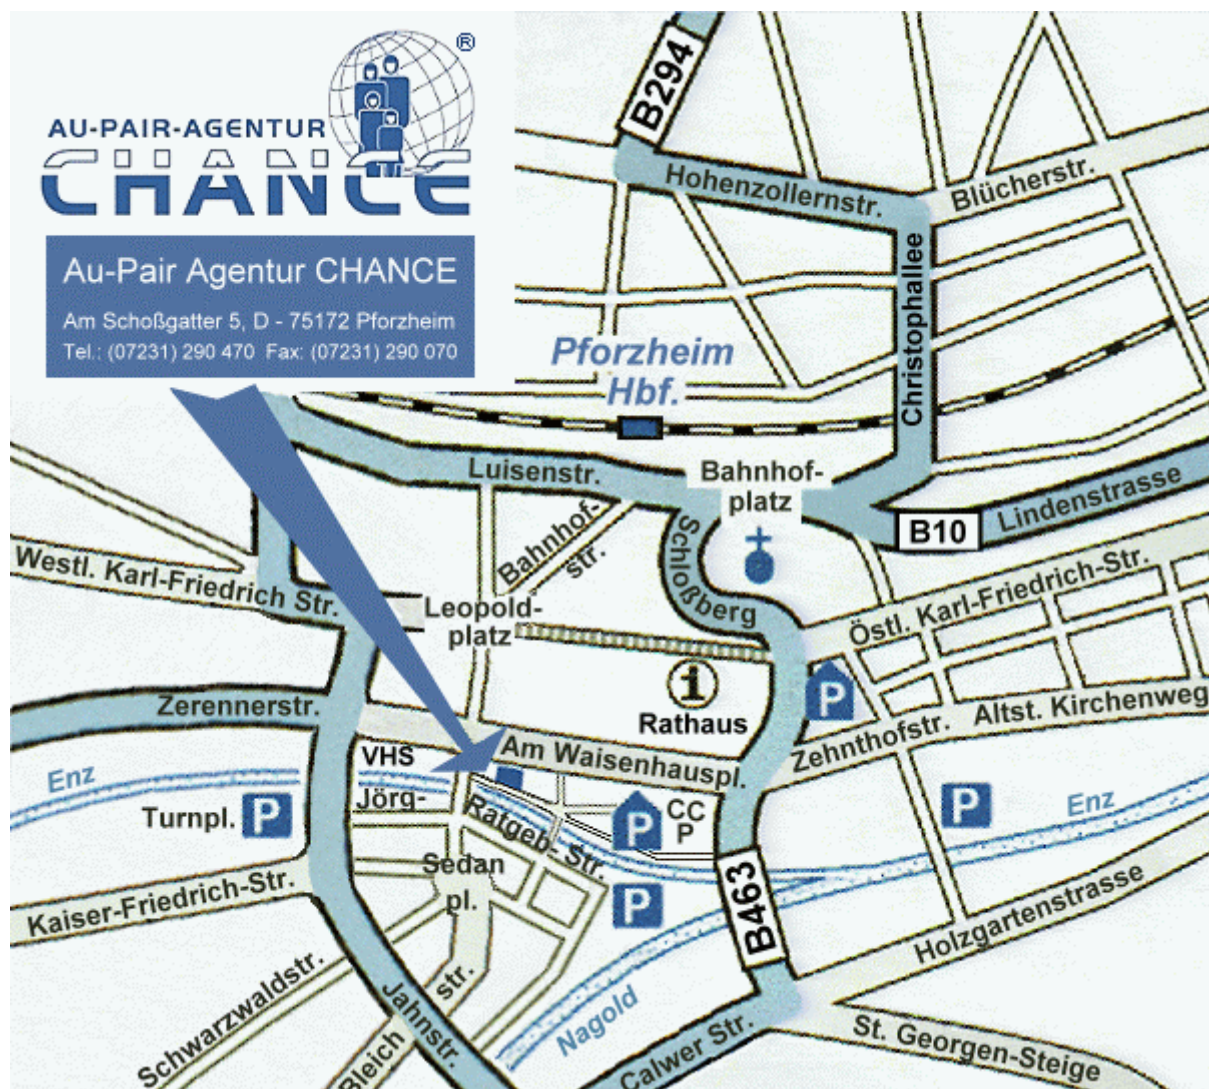 ®
AU-PAIR-AGENTUR
CHANCE
Au-Pair Agentur CHANCE
Am Schoßgatter 5, D - 75172 Pforzheim
Tel.: (07231) 290 470 Fax: (07231) 290 070
B294
Hohenzollernstr.
Blücherstr.
Christophallee
Pforzheim
Hbf.
Luisenstr.
Bahnhof-
platz
Lindenstrasse
B10
Bahnhof-
str.
Schloßberg
Westl. Karl-Friedrich Str.
Leopold-
platz
Östl. Karl-Friedrich-Str.
i
Rathaus
P
Zerennerstr.
Altst. Kirchenweg
Zehnthofstr.
Am Waisenhauspl.
VHS
Enz
Jörg-
Ratgeb- Str.
Turnpl.
P
P
CC
P
P
Enz
Sedan
pl.
P
Kaiser-Friedrich-Str.
B463
Holzgartenstrasse
Schwarzwaldstr.
Jahnstr.
Bleich
str.
Nagold
Calwer Str.
St. Georgen-Steige